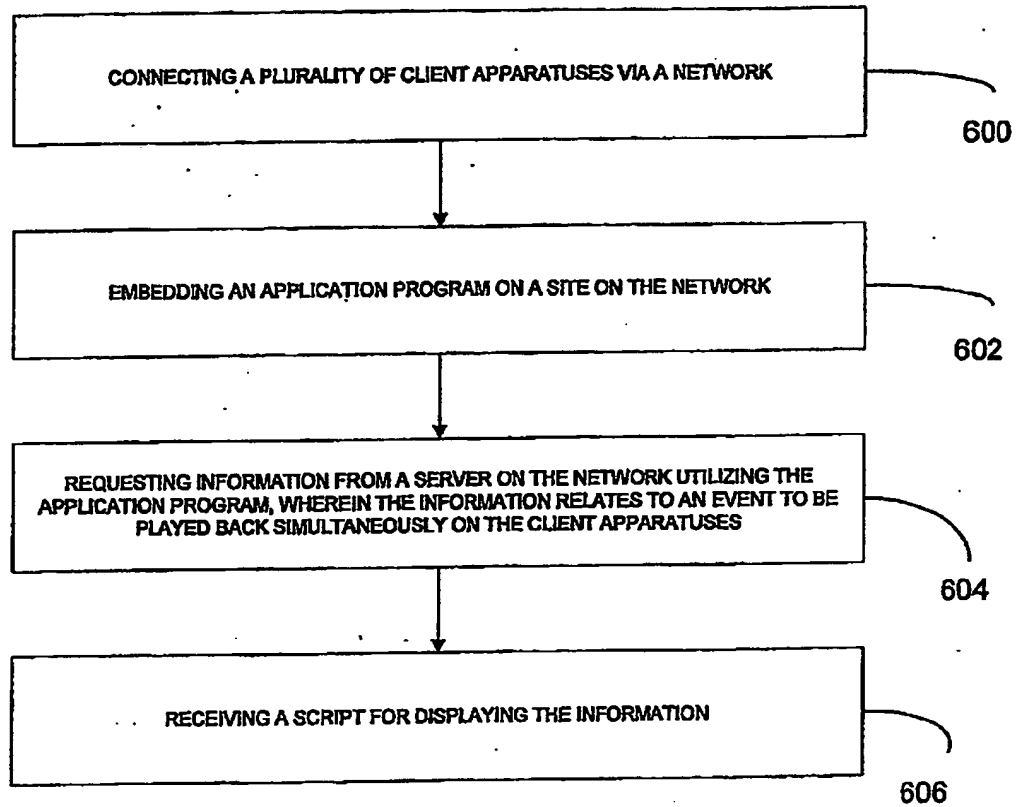 CONNECTING A PLURALITY OF CLIENT APPARATUSES VIA A NETWORK
600
EMBEDDING AN APPLICATION PROGRAM ON A SITE ON THE NETWORK
602
REQUESTING INFORMATION FROM A SERVER ON THE NETWORK UTILIZING THE
APPLICATION PROGRAM, WHEREIN THE INFORMATION RELATES TO AN EVENT TO BE
PLAYED BACK SIMULTANEOUSLY ON THE CLIENT APPARATUSES
604
RECEIVING A SCRIPT FOR DISPLAYING THE INFORMATION
606